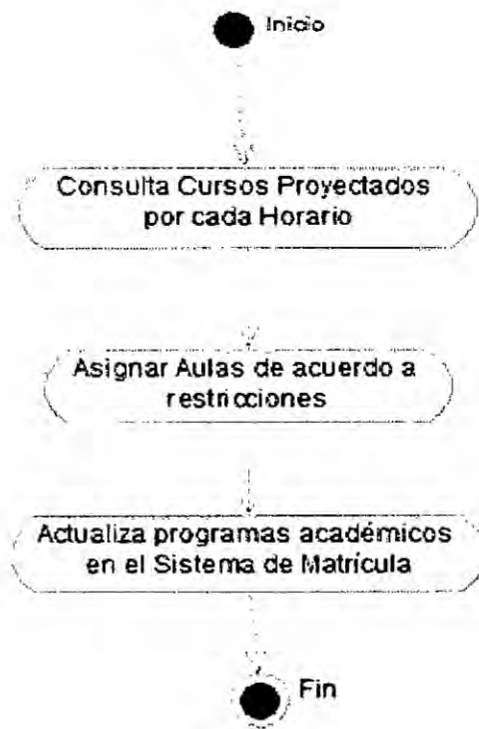 Inicio
Consulta Cursos Proyectados
por cada Horario
Asignar Aulas de acuerdo a
restricciones
Actualiza programas académicos
en el Sistema de Matrícula
Fin